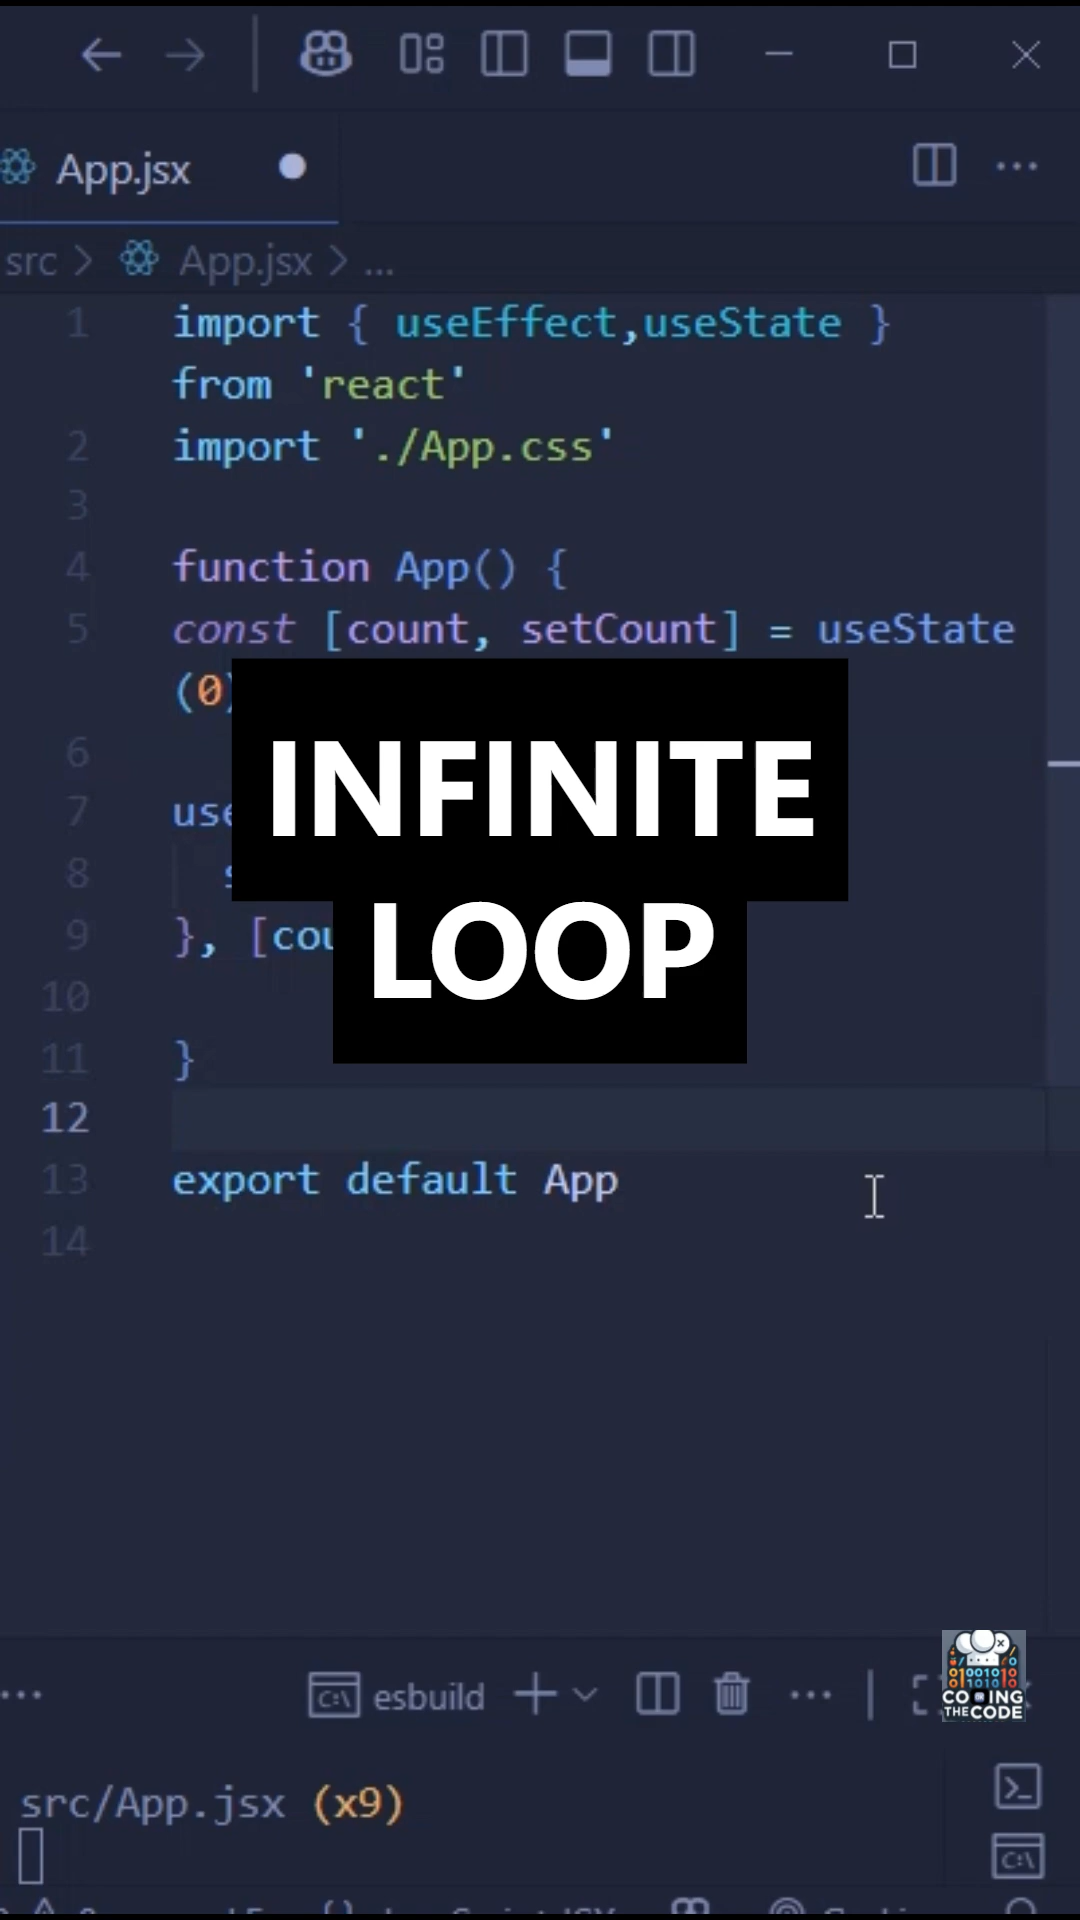 App.jsx
src > App.jsx > ...
1 import { useEffect,useState }
from 'react'
2 import './App.css'
3
4 function App() {
5 const [count, setCount] = useState
(0)
6
7 use
8 s
9 }, [cou
10
11 }
12
13 export default App
14
INFINITE
LOOP
esbuild
COING
THE CODE
src/App.jsx (x9)